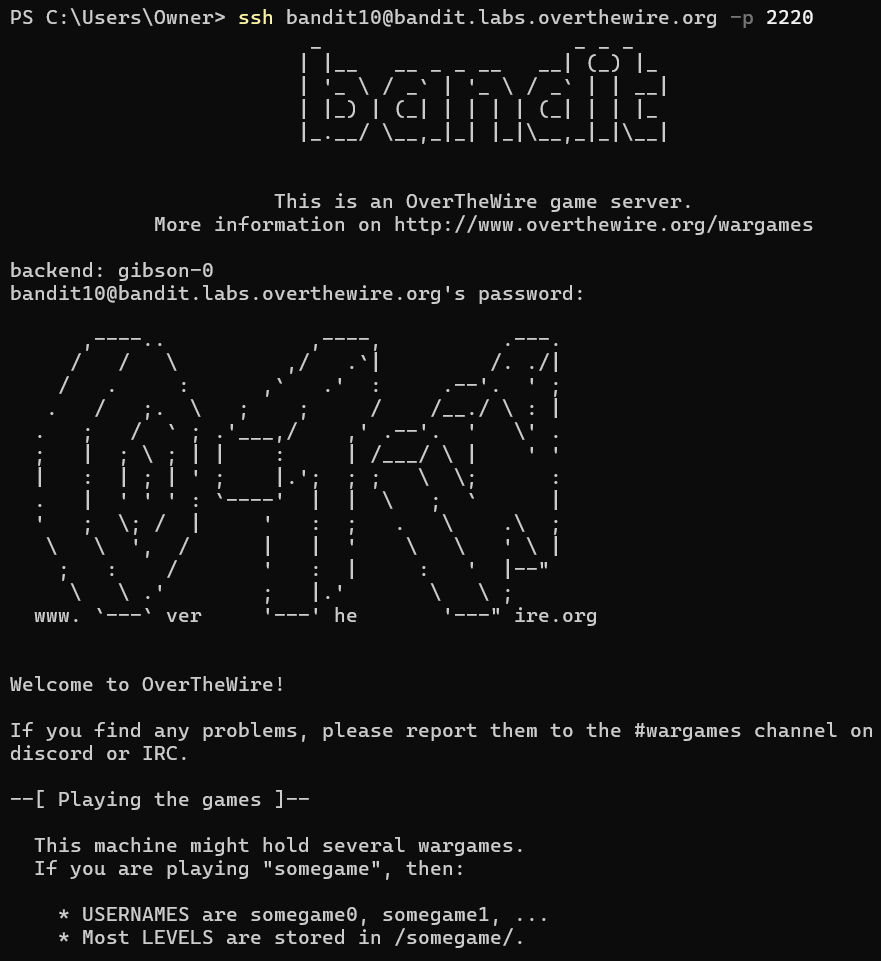 PS C:\Users\Owner> ssh bandit10@bandit.labs.overthewire.org -p 2220
bandit
This is an OverTheWire game server.
More information on http://www.overthewire.org/wargames
backend: gibson-0
bandit10@bandit.labs.overthewire.org's password:
www. ver he ire.org
Welcome to OverTheWire!
If you find any problems, please report them to the #wargames channel on
discord or IRC.
--[ Playing the games ]--
This machine might hold several wargames.
If you are playing "somegame", then:
* USERNAMES are somegame0, somegame1, ...
* Most LEVELS are stored in /somegame/.